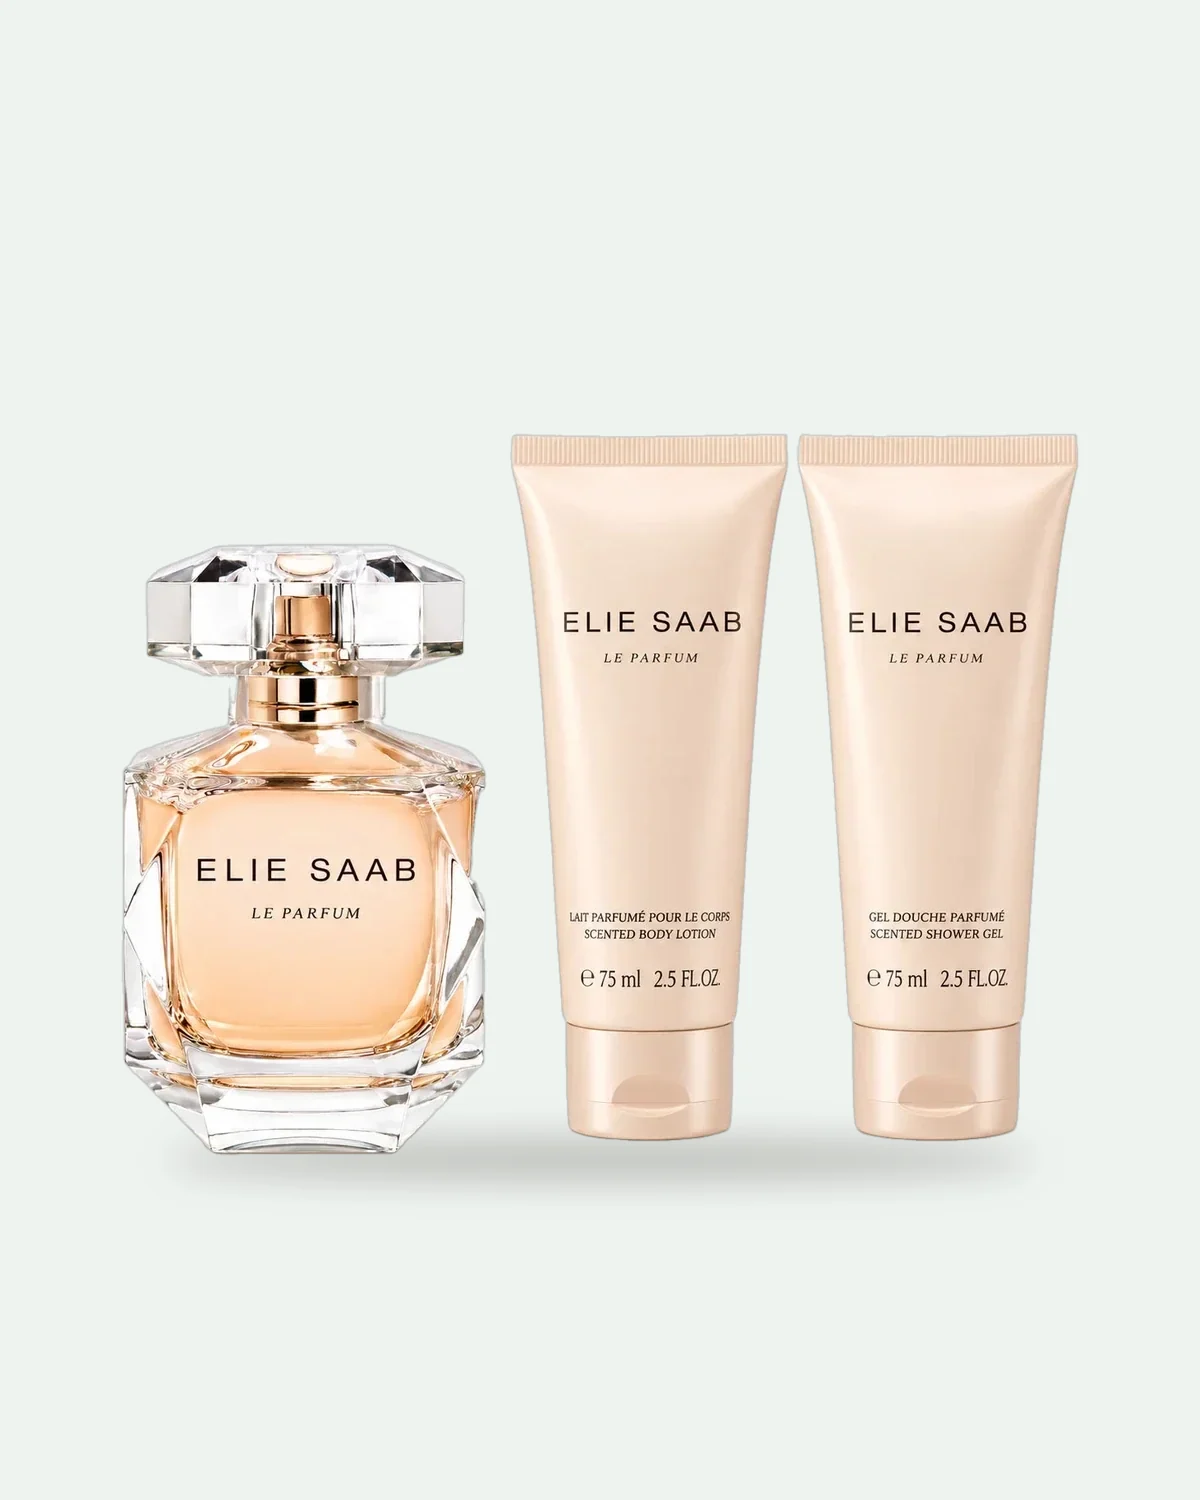 ELIE SAAB
LE PARFUM
ELIE SAAB
LE PARFUM
LAIT PARFUMÉ POUR LE CORPS
SCENTED BODY LOTION
℮ 75 ml 2.5 FL.OZ.
ELIE SAAB
LE PARFUM
GEL DOUCHE PARFUMÉ
SCENTED SHOWER GEL
℮ 75 ml 2.5 FL.OZ.